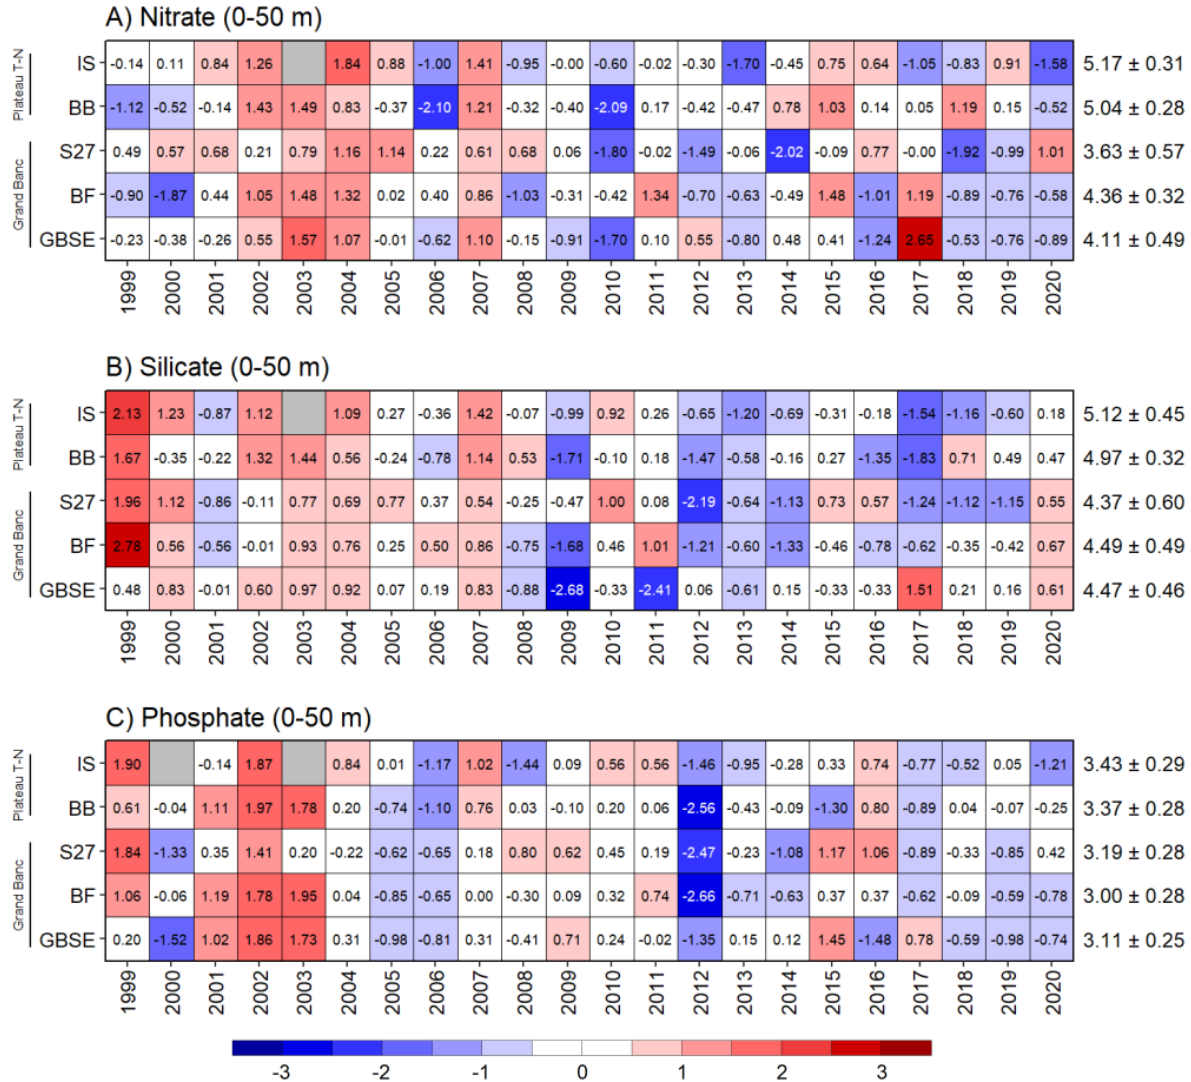 A) Nitrate (0-50 m)
Plateau T-N
Grand Banc
IS -0.14 0.11 0.84 1.26 1.84 0.88 -1.00 1.41 -0.95 -0.00 -0.60 -0.02 -0.30 -1.70 -0.45 0.75 0.64 -1.05 -0.83 0.91 -1.58 5.17 ± 0.31
BB -1.12 -0.52 -0.14 1.43 1.49 0.83 -0.37 -2.10 1.21 -0.32 -0.40 -2.09 0.17 -0.42 -0.47 0.78 1.03 0.14 0.05 1.19 0.15 -0.52 5.04 ± 0.28
S27 0.49 0.57 0.68 0.21 0.79 1.16 1.14 0.22 0.61 0.68 0.06 -1.80 -0.02 -1.49 -0.06 -2.02 -0.09 0.77 -0.00 -1.92 -0.99 1.01 3.63 ± 0.57
BF -0.90 -1.87 0.44 1.05 1.48 1.32 0.02 0.40 0.86 -1.03 -0.31 -0.42 1.34 -0.70 -0.63 -0.49 1.48 -1.01 1.19 -0.89 -0.76 -0.58 4.36 ± 0.32
GBSE -0.23 -0.38 -0.26 0.55 1.57 1.07 -0.01 -0.62 1.10 -0.15 -0.91 -1.70 0.10 0.55 -0.80 0.48 0.41 -1.24 2.65 -0.53 -0.76 -0.89 4.11 ± 0.49
1999 2000 2001 2002 2003 2004 2005 2006 2007 2008 2009 2010 2011 2012 2013 2014 2015 2016 2017 2018 2019 2020
B) Silicate (0-50 m)
Plateau T-N
Grand Banc
IS 2.13 1.23 -0.87 1.12 1.09 0.27 -0.36 1.42 -0.07 -0.99 0.92 0.26 -0.65 -1.20 -0.69 -0.31 -0.18 -1.54 -1.16 -0.60 0.18 5.12 ± 0.45
BB 1.67 -0.35 -0.22 1.32 1.44 0.56 -0.24 -0.78 1.14 0.53 -1.71 -0.10 0.18 -1.47 -0.58 -0.16 0.27 -1.35 -1.83 0.71 0.49 0.47 4.97 ± 0.32
S27 1.96 1.12 -0.86 -0.11 0.77 0.69 0.77 0.37 0.54 -0.25 -0.47 1.00 0.08 -2.19 -0.64 -1.13 0.73 0.57 -1.24 -1.12 -1.15 0.55 4.37 ± 0.60
BF 2.78 0.56 -0.56 -0.01 0.93 0.76 0.25 0.50 0.86 -0.75 -1.68 0.46 1.01 -1.21 -0.60 -1.33 -0.46 -0.78 -0.62 -0.35 -0.42 0.67 4.49 ± 0.49
GBSE 0.48 0.83 -0.01 0.60 0.97 0.92 0.07 0.19 0.83 -0.88 -2.68 -0.33 -2.41 0.06 -0.61 0.15 -0.33 -0.33 1.51 0.21 0.16 0.61 4.47 ± 0.46
1999 2000 2001 2002 2003 2004 2005 2006 2007 2008 2009 2010 2011 2012 2013 2014 2015 2016 2017 2018 2019 2020
C) Phosphate (0-50 m)
Plateau T-N
Grand Banc
IS 1.90 -0.14 1.87 0.84 0.01 -1.17 1.02 -1.44 0.09 0.56 0.56 -1.46 -0.95 -0.28 0.33 0.74 -0.77 -0.52 0.05 -1.21 3.43 ± 0.29
BB 0.61 -0.04 1.11 1.97 1.78 0.20 -0.74 -1.10 0.76 0.03 -0.10 0.20 0.06 -2.56 -0.43 -0.09 -1.30 0.80 -0.89 0.04 -0.07 -0.25 3.37 ± 0.28
S27 1.84 -1.33 0.35 1.41 0.20 -0.22 -0.62 -0.65 0.18 0.80 0.62 0.45 0.19 -2.47 -0.23 -1.08 1.17 1.06 -0.89 -0.33 -0.85 0.42 3.19 ± 0.28
BF 1.06 -0.06 1.19 1.78 1.95 0.04 -0.85 -0.65 0.00 -0.30 0.09 0.32 0.74 -2.66 -0.71 -0.63 0.37 0.37 -0.62 -0.09 -0.59 -0.78 3.00 ± 0.28
GBSE 0.20 -1.52 1.02 1.86 1.73 0.31 -0.98 -0.81 0.31 -0.41 0.71 0.24 -0.02 -1.35 0.15 0.12 1.45 -1.48 0.78 -0.59 -0.98 -0.74 3.11 ± 0.25
1999 2000 2001 2002 2003 2004 2005 2006 2007 2008 2009 2010 2011 2012 2013 2014 2015 2016 2017 2018 2019 2020
-3 -2 -1 0 1 2 3